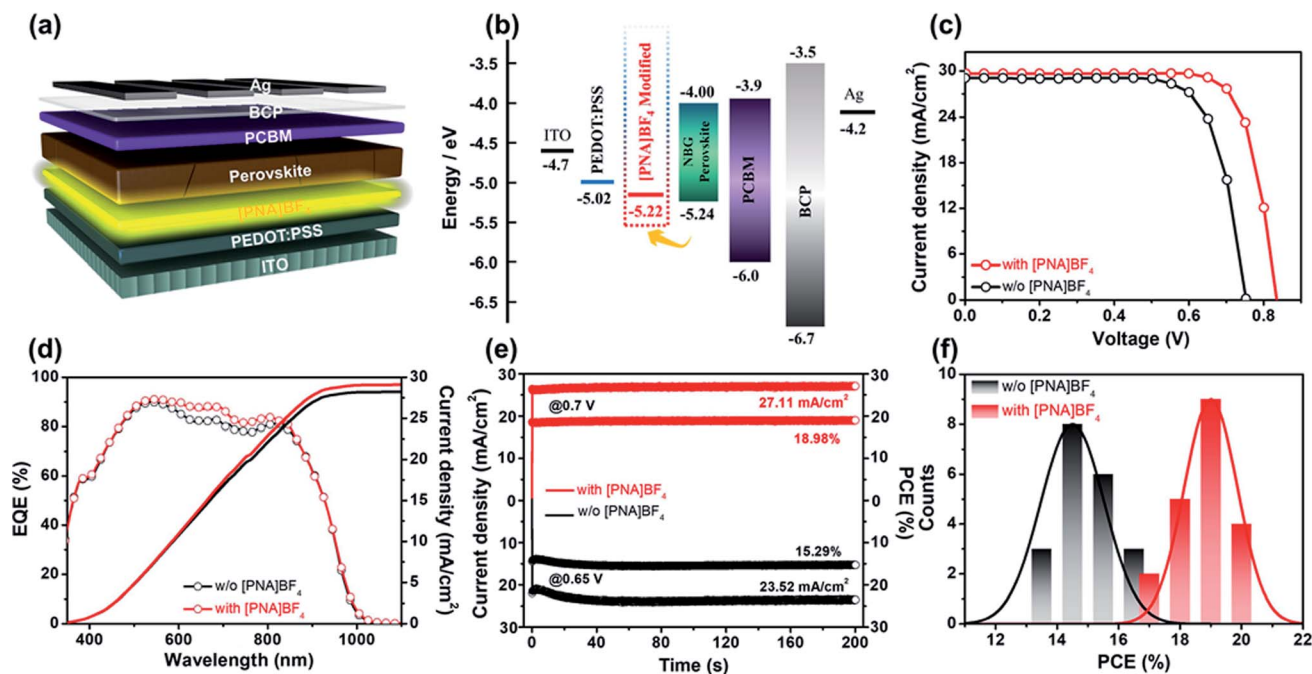 (a)
Ag
BCP
PCBM
Perovskite
[PNA]BF4
PEDOT:PSS
ITO
(b)
Energy / eV
-3.5
-4.0
-4.5
-5.0
-5.5
-6.0
-6.5
ITO
-4.7
PEDOT:PSS
-5.02
[PNA]BF4 Modified
-5.22
-4.00
NBG
Perovskite
-5.24
-3.9
PCBM
-6.0
-3.5
BCP
-6.7
Ag
-4.2
(c)
Current density (mA/cm2)
30
24
18
12
6
0
with [PNA]BF4
w/o [PNA]BF4
0.0 0.2 0.4 0.6 0.8
Voltage (V)
(d)
EQE (%)
100
80
60
40
20
0
w/o [PNA]BF4
with [PNA]BF4
30
25
20
15
10
5
0
Current density (mA/cm2)
400 600 800 1000
Wavelength (nm)
(e)
Current density (mA/cm2)
30
20
10
0
10
20
30
@0.7 V
27.11 mA/cm2
18.98%
with [PNA]BF4
w/o [PNA]BF4
15.29%
@0.65 V
23.52 mA/cm2
30
20
10
0
10
20
30
PCE (%)
0 40 80 120 160 200
Time (s)
(f)
Counts
10
8
6
4
2
0
w/o [PNA]BF4
with [PNA]BF4
12 14 16 18 20 22
PCE (%)